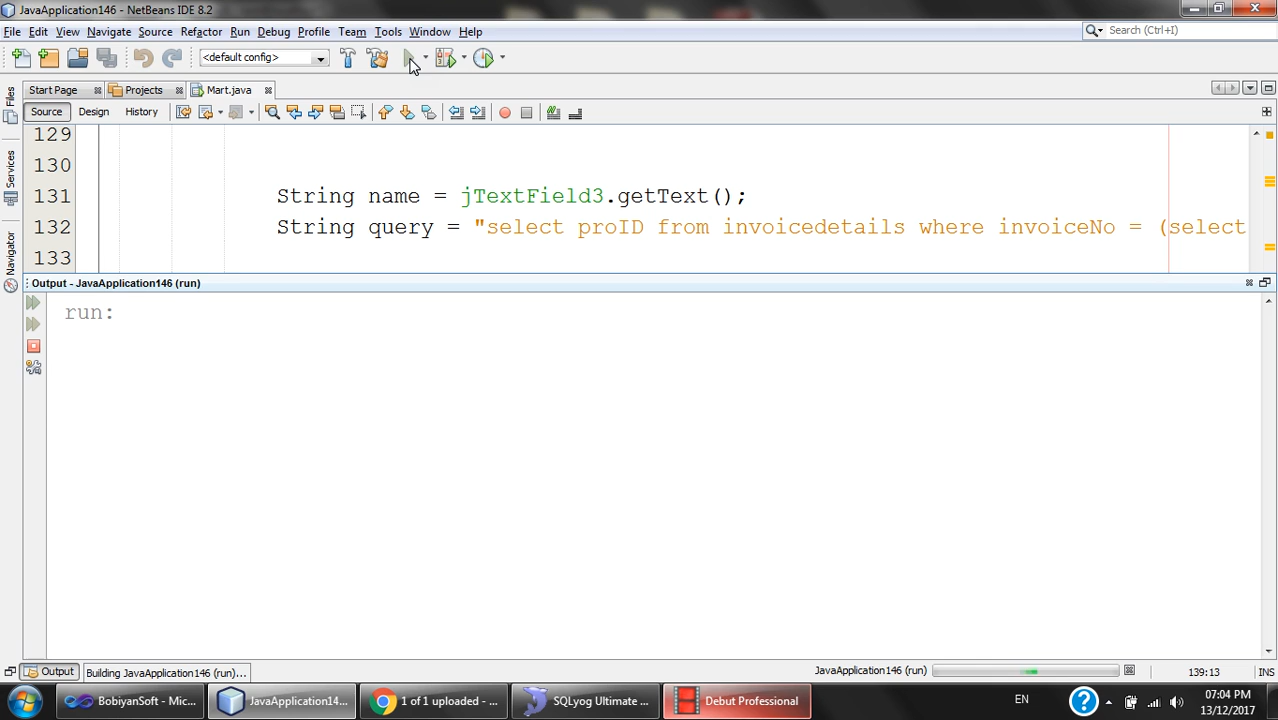 JavaApplication146 - NetBeans IDE 8.2
File Edit View Navigate Source Refactor Run Debug Profile Team Tools Window Help
Search (Ctrl+I)
<default config>
Start Page Projects Mart.java
Files
Services
Navigator
Source Design History
129
130
131 String name = jTextField3.getText();
132 String query = "select proID from invoicedetails where invoiceNo = (select
133
Output - JavaApplication146 (run)
run:
Output Building JavaApplication146 (run)... JavaApplication146 (run) 139:13 INS
BobiyanSoft - Mic... JavaApplication14... 1 of 1 uploaded - ... SQLyog Ultimate ... Debut Professional EN 07:04 PM
13/12/2017